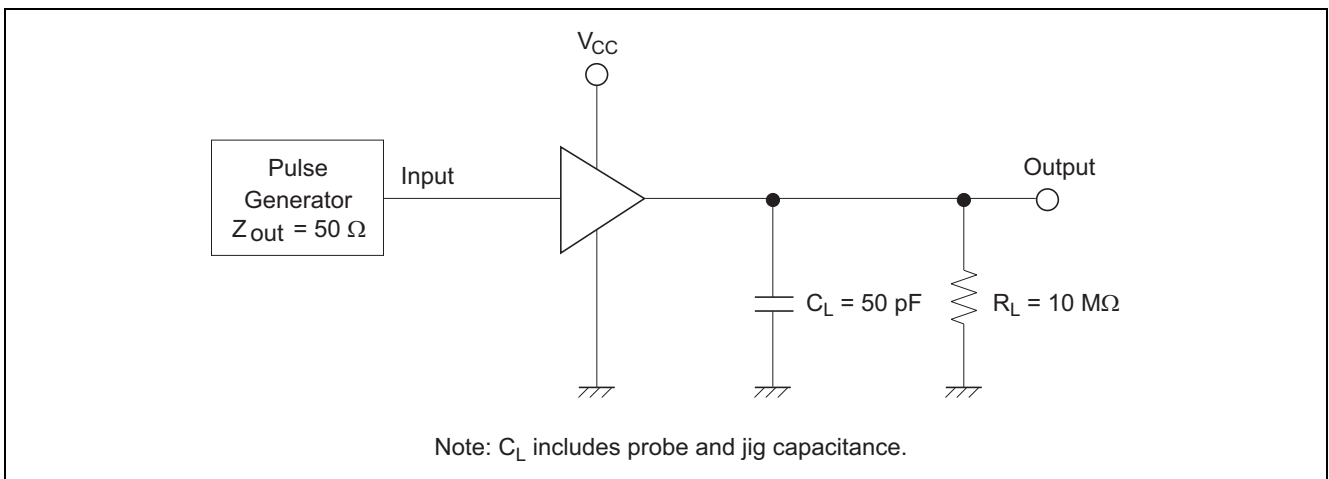 VCC
Pulse
Generator
Zout = 50 Ω
Input
Output
CL = 50 pF
RL = 10 MΩ
Note: CL includes probe and jig capacitance.